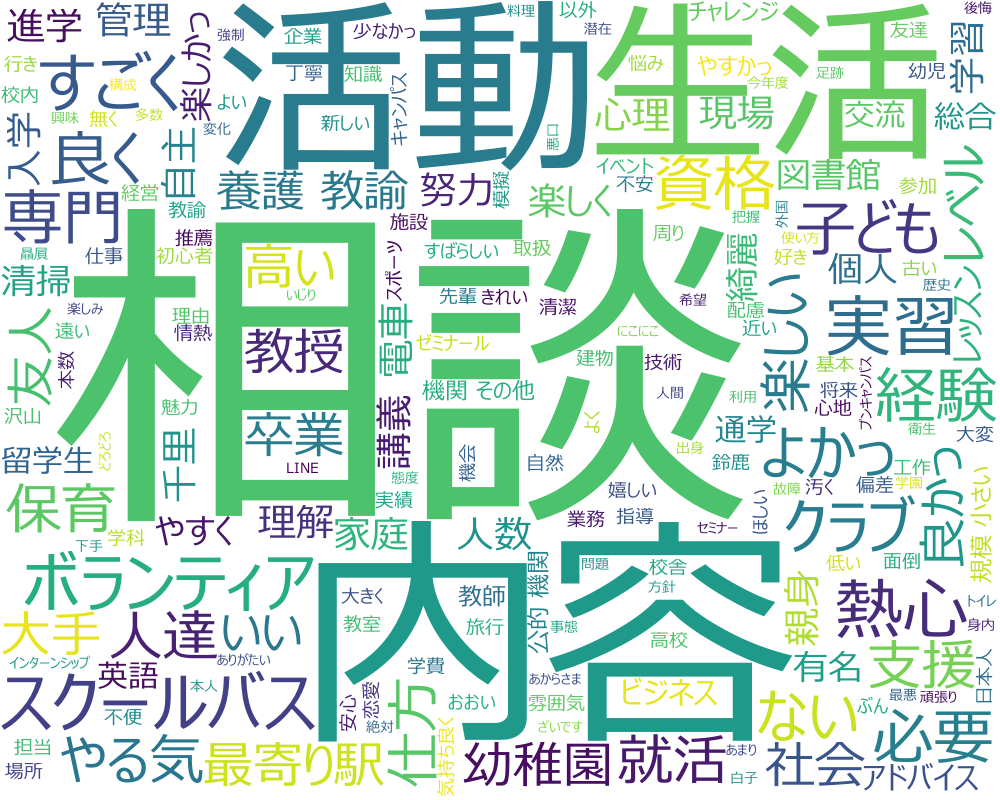 進学
管理
強制
企業
少なかっ
料理
潜在
チャレンジ
友達
後悔
行き
すごく
楽しかっ
丁寧
知識
活動
生活
悩み
やすかっ
足跡
幼児
学習
校内
構成
興味
無く
多数
よい
変化
新しい
キャンパス
悪口
心理
現場
今年度
交流
総合
入学
良く
自主
養護
教諭
努力
模擬
イベント
不安
資格
図書館
参加
専門
経営
教諭
推薦
施設
楽しく
把握
外国
使い方
子ども
レッスン
レベル
贔屓
仕事
初心者
高い
すばらしい
取扱
周り
好き
古い
清掃
楽しみ
情熱
いじり
スポーツ
先輩
きれい
清潔
希望
綺麗
配慮
個人
歴史
近い
友人
遠い
本数
理由
相談
教授
電車
ゼミナール
にこにこ
建物
技術
楽しい
実習
基本
沢山
魅力
卒業
講義
機関
その他
人間
利用
将来
心地
プンキャンパス
経験
留学生
どろどろ
千里
LINE
機会
よく
自然
出身
通学
鈴鹿
よかっ
衛生
大変
保育
やすく
理解
態度
実績
嬉しい
業務
指導
セミナー
ほしい
故障
汚く
工作
偏差
学園
良かっ
規模
小さい
下手
学科
家庭
人数
クラブ
低い
面倒
ボランティア
大きく
内容
教師
公的
機関
問題
校舎
方針
親身
熱心
トイレ
身内
大手
人達
いい
教室
旅行
事態
高校
有名
支援
日本人
インターンシップ
英語
ありがたい
学費
あからさま
スクールバス
本人
安心
恋愛
絶対
仕方
おおい
雰囲気
ざいです
ビジネス
ない
ぶん
最悪
頑張り
必要
不便
担当
場所
やる気
最寄り駅
気持ち良く
幼稚園
就活
あまり
白子
社会
アドバイス
以外